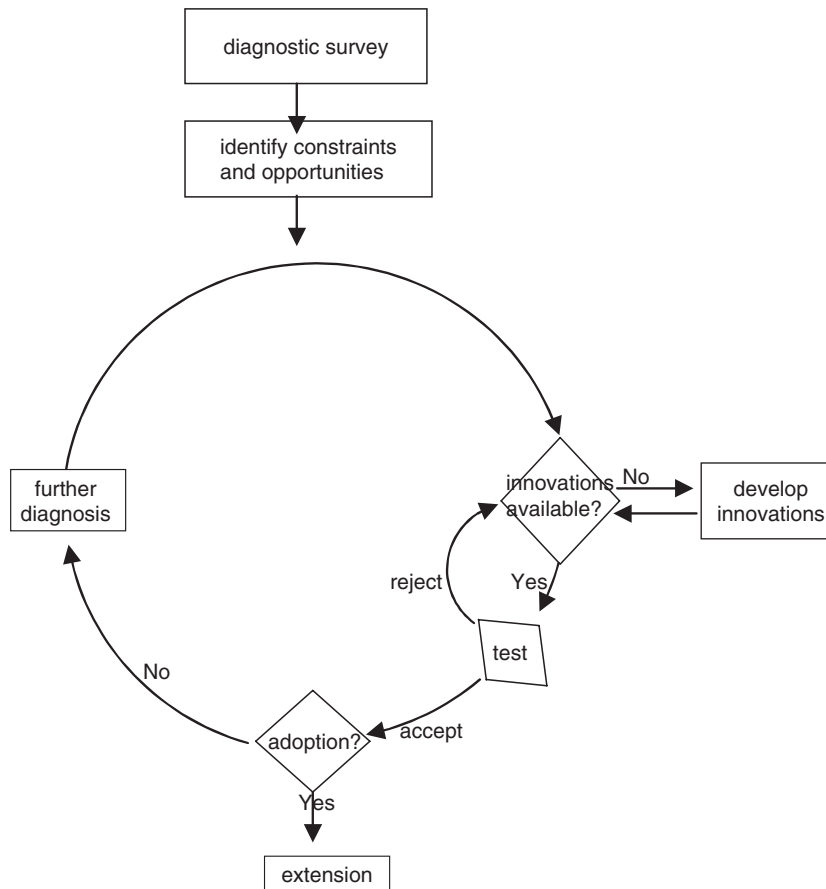 diagnostic survey
identify constraints
and opportunities
innovations
available?
No
develop
innovations
further
diagnosis
reject
Yes
test
No
accept
adoption?
Yes
extension